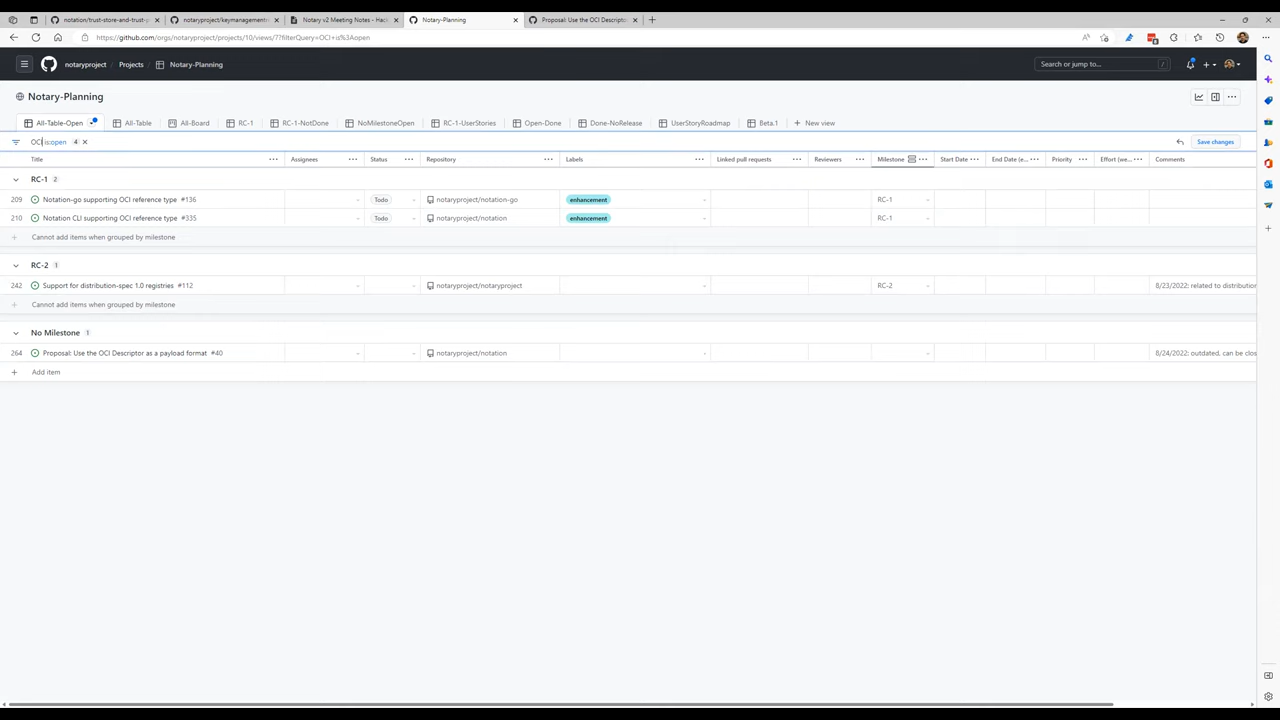 notation/trust-store-and-trust-p
notaryproject/keymanagements
Notary v2 Meeting Notes - Hack
Notary-Planning
Proposal: Use the OCI Descriptor
https://github.com/orgs/notaryproject/projects/10/views/7?filterQuery=OCI+is%3Aopen
notaryproject Projects Notary-Planning
Search or jump to... /
Notary-Planning
All-Table-Open All-Table All-Board RC-1 RC-1-NotDone NoMilestoneOpen RC-1-UserStories Open-Done Done-NoRelease UserStoryRoadmap Beta.1 New view
OCI is:open 4 Save changes
Title Assignees Status Repository Labels Linked pull requests Reviewers Milestone Start Date End Date (e... Priority Effort (we... Comments
RC-1 2
209 Notation-go supporting OCI reference type #136 Todo notaryproject/notation-go enhancement RC-1
210 Notation CLI supporting OCI reference type #335 Todo notaryproject/notation enhancement RC-1
Cannot add items when grouped by milestone
RC-2 1
242 Support for distribution-spec 1.0 registries #112 notaryproject/notaryproject RC-2 8/23/2022: related to distribution
Cannot add items when grouped by milestone
No Milestone 1
264 Proposal: Use the OCI Descriptor as a payload format #40 notaryproject/notation 8/24/2022: outdated, can be clos
Add item